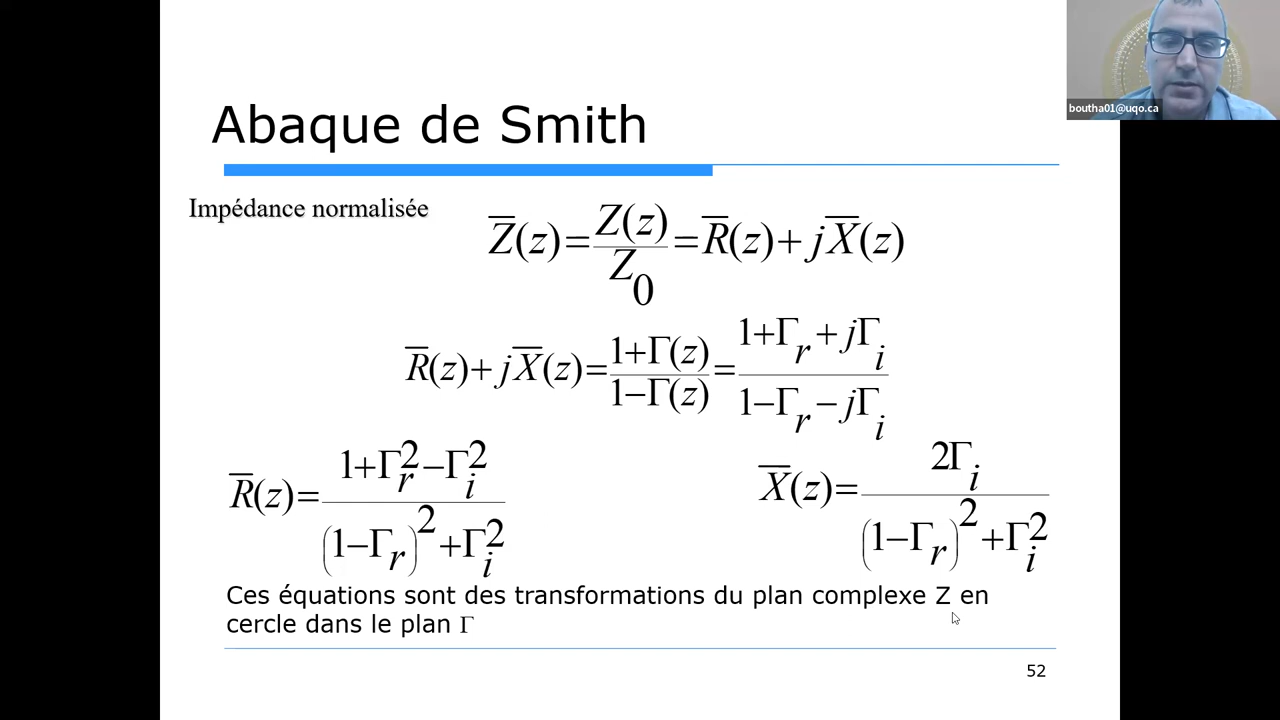 boutha01@uqo.ca
Abaque de Smith
Impédance normalisée
Z̅(z)=Z(z)/Z₀=R̅(z)+jX̅(z)
R̅(z)+jX̅(z)=(1+Γ(z))/(1−Γ(z))=(1+Γᵣ+jΓᵢ)/(1−Γᵣ−jΓᵢ)
R̅(z)=(1+Γᵣ²−Γᵢ²)/((1−Γᵣ)²+Γᵢ²)
X̅(z)=2Γᵢ/((1−Γᵣ)²+Γᵢ²)
Ces équations sont des transformations du plan complexe Z en
cercle dans le plan Γ
52